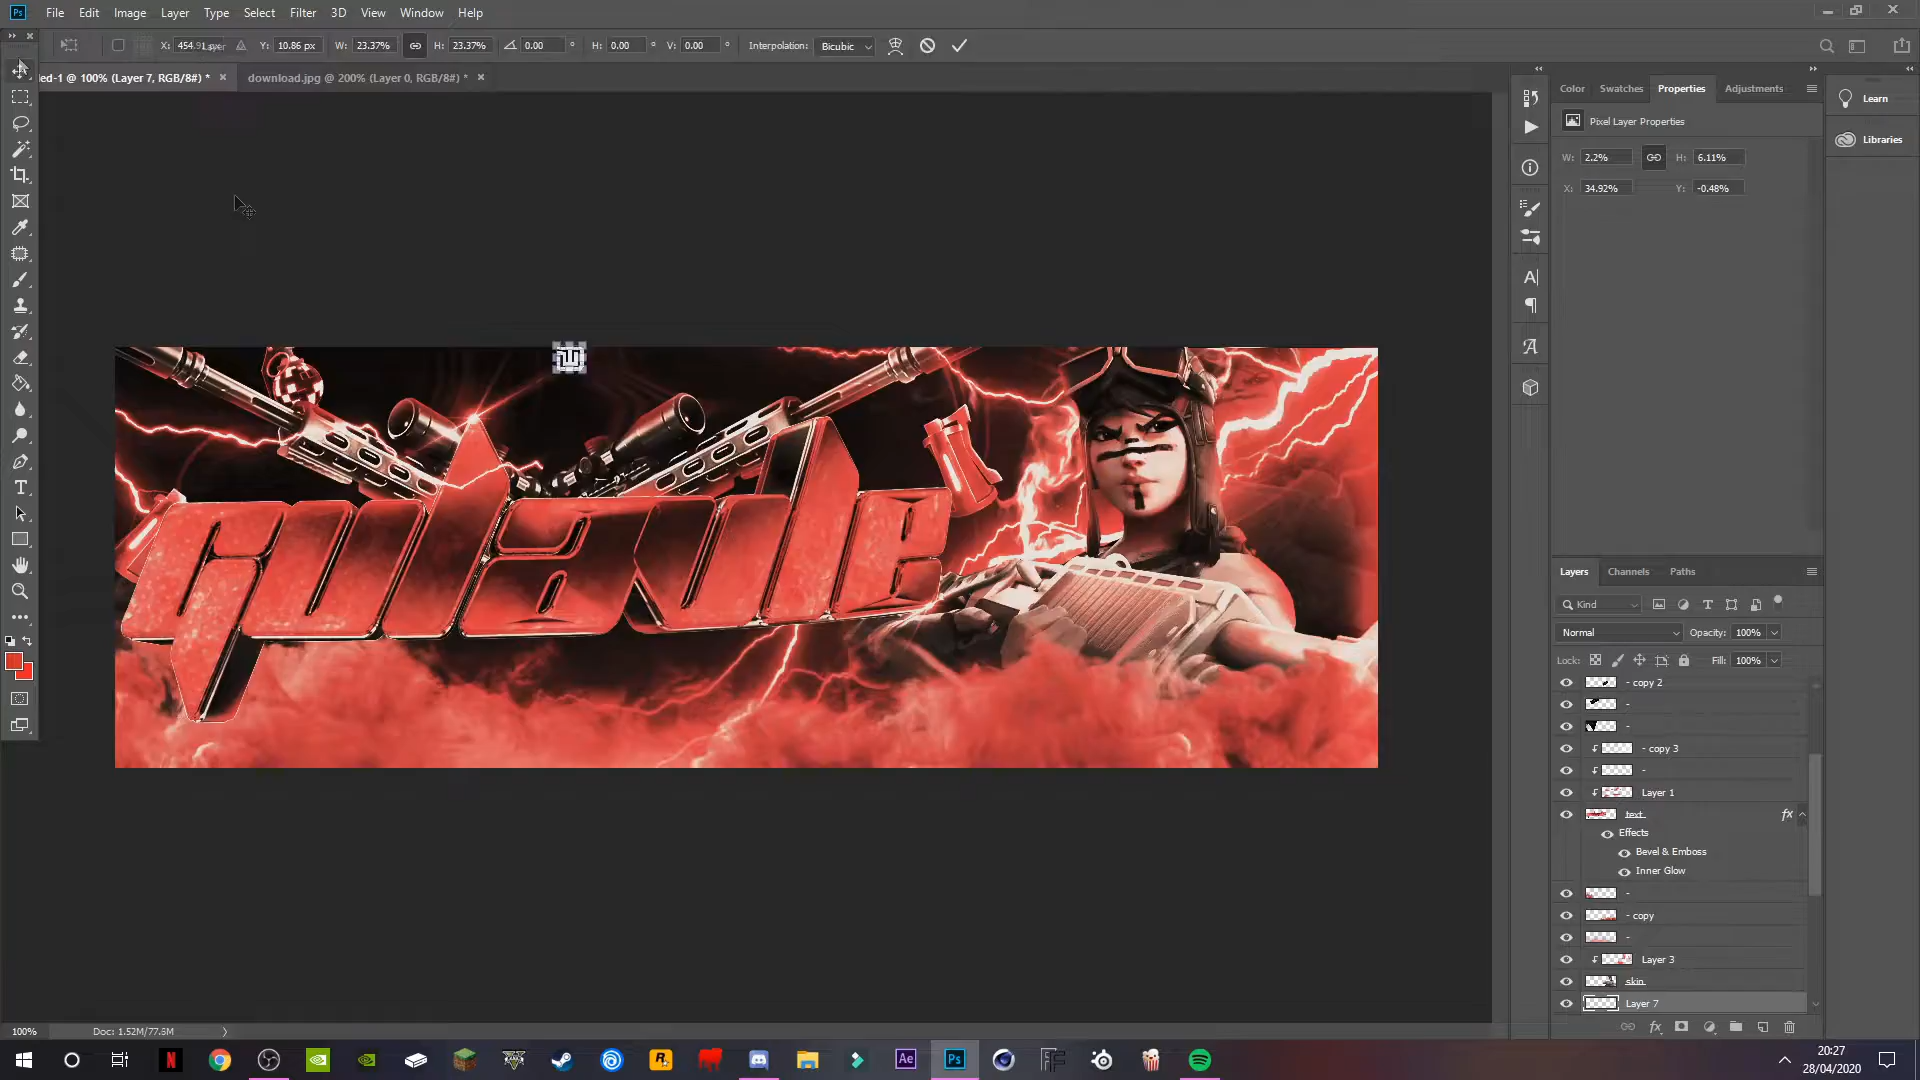 Ps File Edit Image Layer Type Select Filter 3D View Window Help
X: Y: 10.86 px W: 23.37% H: 23.37% 0.00 ° H: 0.00 ° V: 0.00 ° Interpolation: Bicubic
led-1 @ 100% (Layer 7, RGB/8#) * × download.jpg @ 200% (Layer 0, RGB/8#) * ×
Color Swatches Properties Adjustments
Learn
Pixel Layer Properties
Libraries
W: 2.2% H: 6.11%
X: 34.92% Y: -0.48%
Layers Channels Paths
Kind
Normal Opacity: 100%
Lock: Fill: 100%
- copy 2
-
-
- copy 3
-
Layer 1
text fx
Effects
Bevel & Emboss
Inner Glow
-
- copy
-
Layer 3
skin
Layer 7
100% Doc: 1.52M/77.6M
Ae Ps
20:27
28/04/2020